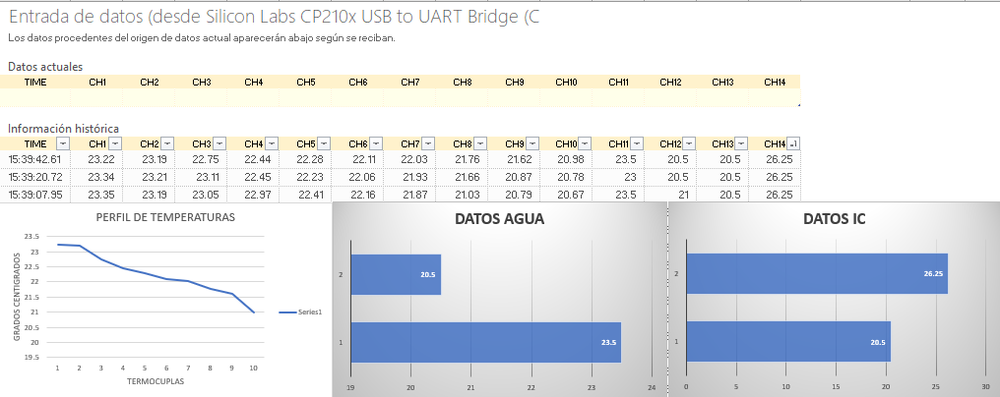 Entrada de datos (desde Silicon Labs CP210x USB to UART Bridge (C
Los datos procedentes del origen de datos actual aparecerán abajo según se reciban.
Datos actuales
TIME CH1 CH2 CH3 CH4 CH5 CH6 CH7 CH8 CH9 CH10 CH11 CH12 CH13 CH14
Información histórica
TIME CH1 CH2 CH3 CH4 CH5 CH6 CH7 CH8 CH9 CH10 CH11 CH12 CH13 CH14
15:39:42.61 23.22 23.19 22.75 22.44 22.28 22.11 22.03 21.76 21.62 20.98 23.5 20.5 20.5 26.25
15:39:20.72 23.34 23.21 23.11 22.45 22.23 22.06 21.93 21.66 20.87 20.78 23 20.5 20.5 26.25
15:39:07.95 23.35 23.19 23.05 22.97 22.41 22.16 21.87 21.03 20.79 20.67 23.5 21 20.5 26.25
PERFIL DE TEMPERATURAS
GRADOS CENTIGRADOS
23.5
23
22.5
22
21.5
21
20.5
20
19.5
1 2 3 4 5 6 7 8 9 10
TERMOCUPLAS
Series1
DATOS AGUA
2 20.5
1 23.5
19 20 21 22 23 24
DATOS IC
2 26.25
1 20.5
0 5 10 15 20 25 30